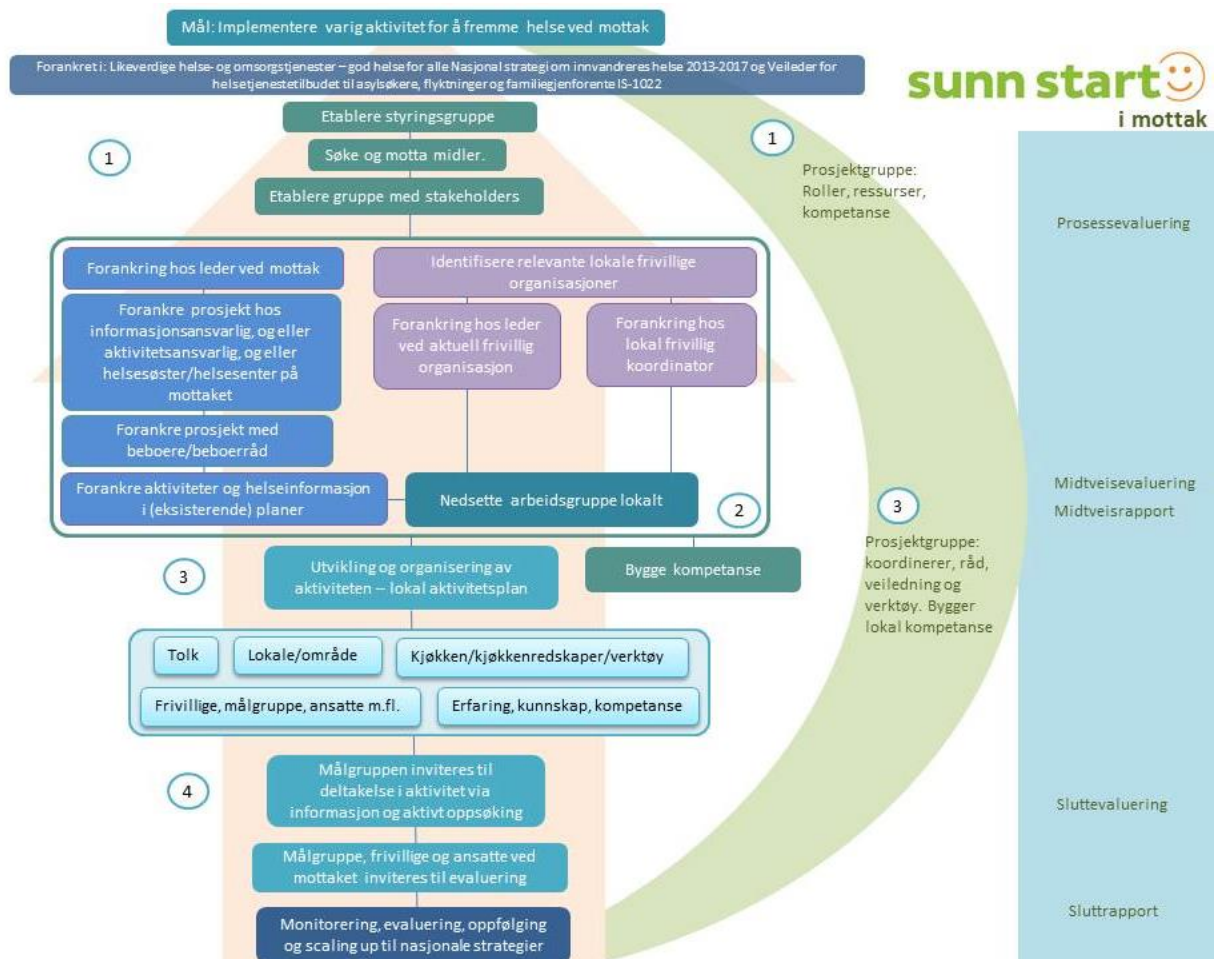 Mål: Implementere varig aktivitet for å fremme helse ved mottak
Forankret i: Likeverdige helse- og omsorgstjenester – god helse for alle Nasjonal strategi om innvandreres helse 2013-2017 og Veileder for
helsetjenestetilbudet til asylsøkere, flyktninger og familiegjenforente IS-1022
sunn start
i mottak
Etablere styringsgruppe
1
Søke og motta midler.
Etablere gruppe med stakeholders
1
Prosjektgruppe:
Roller, ressurser,
kompetanse
Prosessevaluering
Forankring hos leder ved mottak
Forankre prosjekt hos
informasjonsansvarlig, og eller
aktivitetsansvarlig, og eller
helsesøster/helsesenter på
mottaket
Forankre prosjekt med
beboere/beboerråd
Forankre aktiviteter og helseinformasjon
i (eksisterende) planer
Identifisere relevante lokale frivillige
organisasjoner
Forankring hos leder
ved aktuell frivillig
organisasjon
Forankring hos
lokal frivillig
koordinator
Nedsette arbeidsgruppe lokalt
2
Midtveisevaluering
Midtveisrapport
3
Utvikling og organisering av
aktiviteten – lokal aktivitetsplan
Bygge kompetanse
3
Prosjektgruppe:
koordinerer, råd,
veiledning og
verktøy. Bygger
lokal kompetanse
Tolk
Lokale/område
Kjøkken/kjøkkenredskaper/verktøy
Frivillige, målgruppe, ansatte m.fl.
Erfaring, kunnskap, kompetanse
4
Målgruppen inviteres til
deltakelse i aktivitet via
informasjon og aktivt oppsøking
Sluttevaluering
Målgruppe, frivillige og ansatte ved
mottaket inviteres til evaluering
Monitorering, evaluering, oppfølging
og scaling up til nasjonale strategier
Sluttrapport